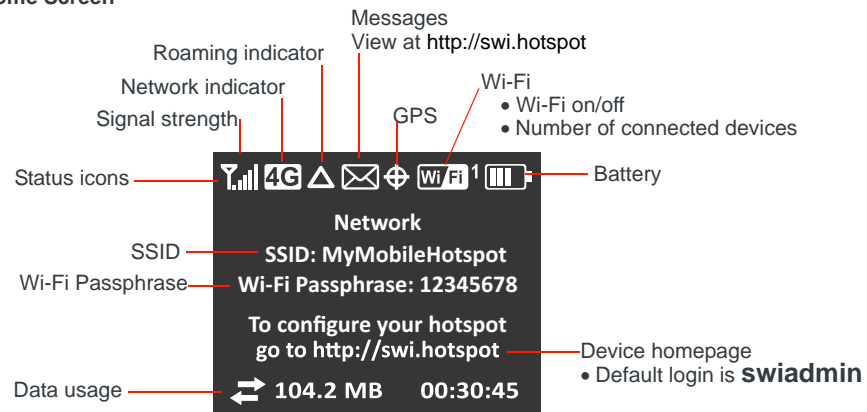 Messages
View at http://swi.hotspot
Roaming indicator
Wi-Fi
Network indicator
• Wi-Fi on/off
GPS
Signal strength
• Number of connected devices
Status icons
4G
Wi Fi 1
Battery
Network
SSID
SSID: MyMobileHotspot
Wi-Fi Passphrase
Wi-Fi Passphrase: 12345678
To configure your hotspot
go to http://swi.hotspot
Device homepage
• Default login is swiadmin
Data usage
104.2 MB 00:30:45